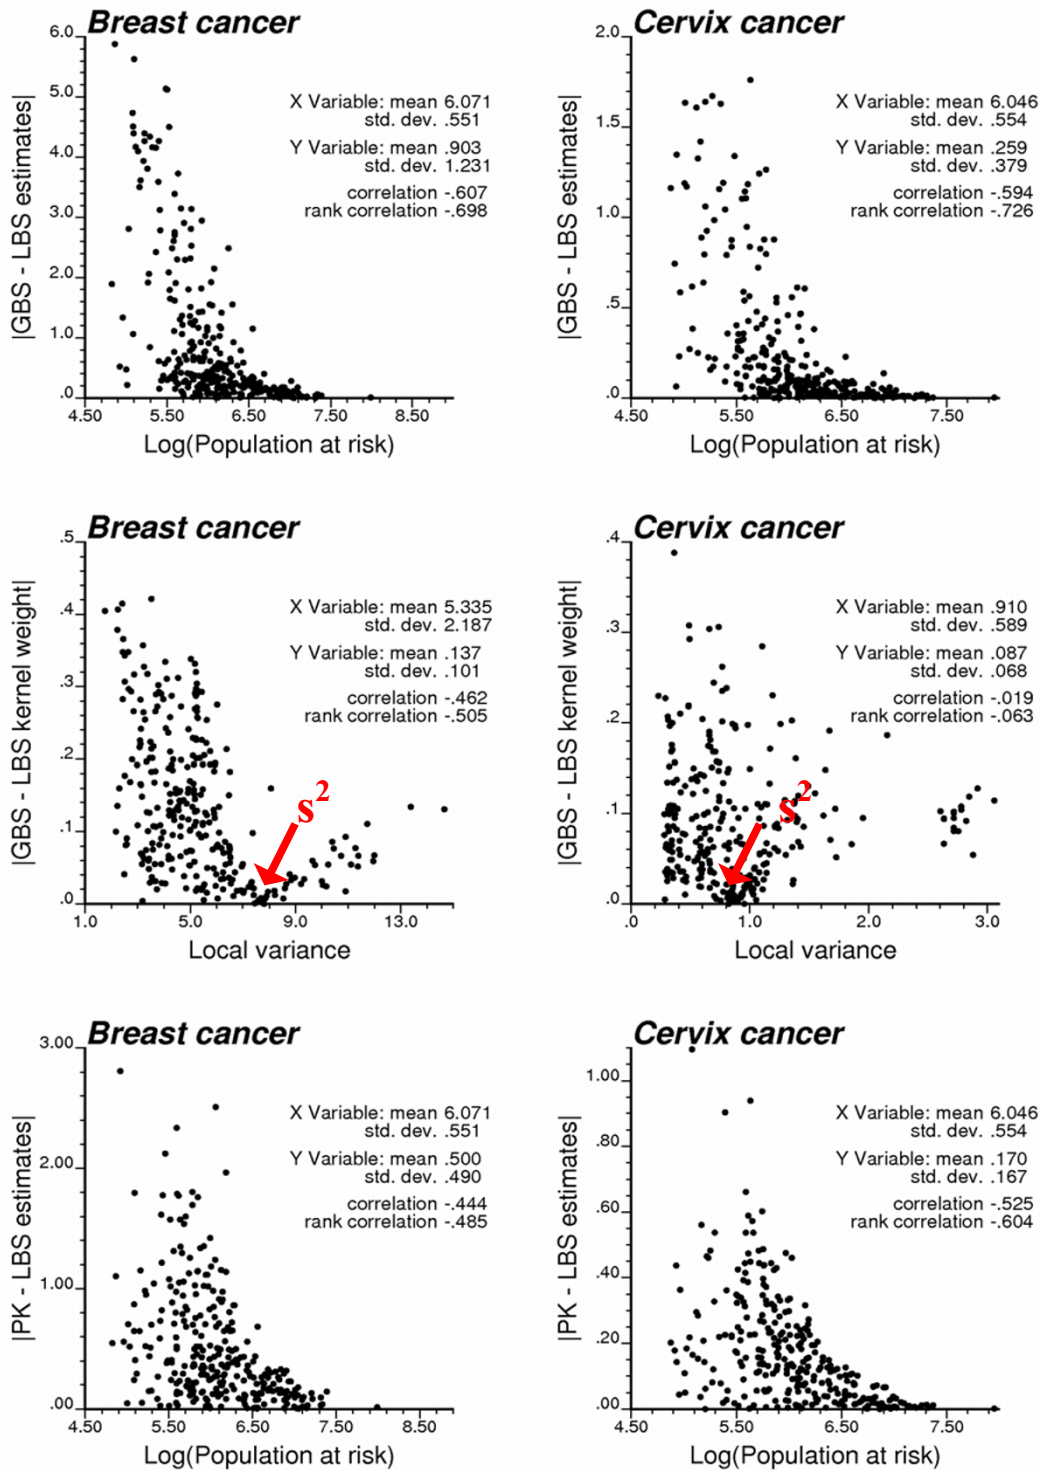 Breast cancer
6.0
5.0
4.0
3.0
2.0
1.0
.0
4.50 5.50 6.50 7.50 8.50
|GBS - LBS estimates|
Log(Population at risk)
X Variable: mean 6.071
std. dev. .551
Y Variable: mean .903
std. dev. 1.231
correlation -.607
rank correlation -.698
Cervix cancer
2.0
1.5
1.0
.5
.0
4.50 5.50 6.50 7.50
|GBS - LBS estimates|
Log(Population at risk)
X Variable: mean 6.046
std. dev. .554
Y Variable: mean .259
std. dev. .379
correlation -.594
rank correlation -.726
Breast cancer
.5
.4
.3
.2
.1
.0
1.0 5.0 9.0 13.0
|GBS - LBS kernel weight|
Local variance
X Variable: mean 5.335
std. dev. 2.187
Y Variable: mean .137
std. dev. .101
correlation -.462
rank correlation -.505
s²
Cervix cancer
.4
.3
.2
.1
.0
.0 1.0 2.0 3.0
|GBS - LBS kernel weight|
Local variance
X Variable: mean .910
std. dev. .589
Y Variable: mean .087
std. dev. .068
correlation -.019
rank correlation -.063
s²
Breast cancer
3.00
2.00
1.00
.00
4.50 5.50 6.50 7.50 8.50
|PK - LBS estimates|
Log(Population at risk)
X Variable: mean 6.071
std. dev. .551
Y Variable: mean .500
std. dev. .490
correlation -.444
rank correlation -.485
Cervix cancer
1.00
.80
.60
.40
.20
.00
4.50 5.50 6.50 7.50
|PK - LBS estimates|
Log(Population at risk)
X Variable: mean 6.046
std. dev. .554
Y Variable: mean .170
std. dev. .167
correlation -.525
rank correlation -.604